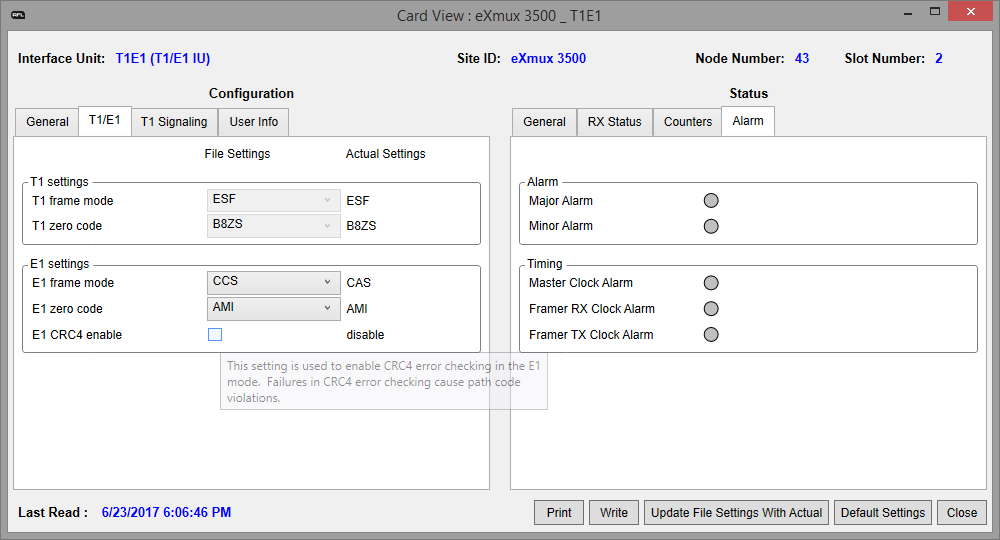 AFL
Card View : eXmux 3500 _ T1E1
Interface Unit: T1E1 (T1/E1 IU) Site ID: eXmux 3500 Node Number: 43 Slot Number: 2
Configuration
General T1/E1 T1 Signaling User Info
File Settings Actual Settings
T1 settings
T1 frame mode ESF ESF
T1 zero code B8ZS B8ZS
E1 settings
E1 frame mode CCS CAS
E1 zero code AMI AMI
E1 CRC4 enable disable
This setting is used to enable CRC4 error checking in the E1
mode. Failures in CRC4 error checking cause path code
violations.
Status
General RX Status Counters Alarm
Alarm
Major Alarm
Minor Alarm
Timing
Master Clock Alarm
Framer RX Clock Alarm
Framer TX Clock Alarm
Last Read : 6/23/2017 6:06:46 PM
Print Write Update File Settings With Actual Default Settings Close